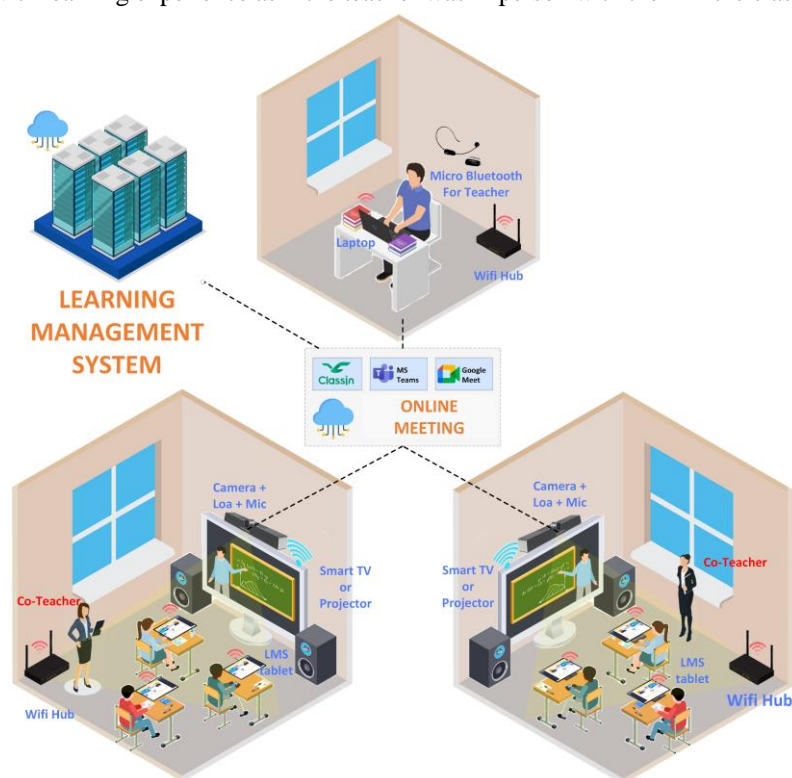 Micro Bluetooth
For Teacher
Laptop
Wifi Hub
LEARNING
MANAGEMENT
SYSTEM
ClassIn
MS
Teams
Google
Meet
ONLINE
MEETING
Camera +
Loa + Mic
Smart TV
or
Projector
Co-Teacher
LMS
tablet
Wifi Hub
Camera +
Loa + Mic
Smart TV
or
Projector
Co-Teacher
LMS
tablet
Wifi Hub